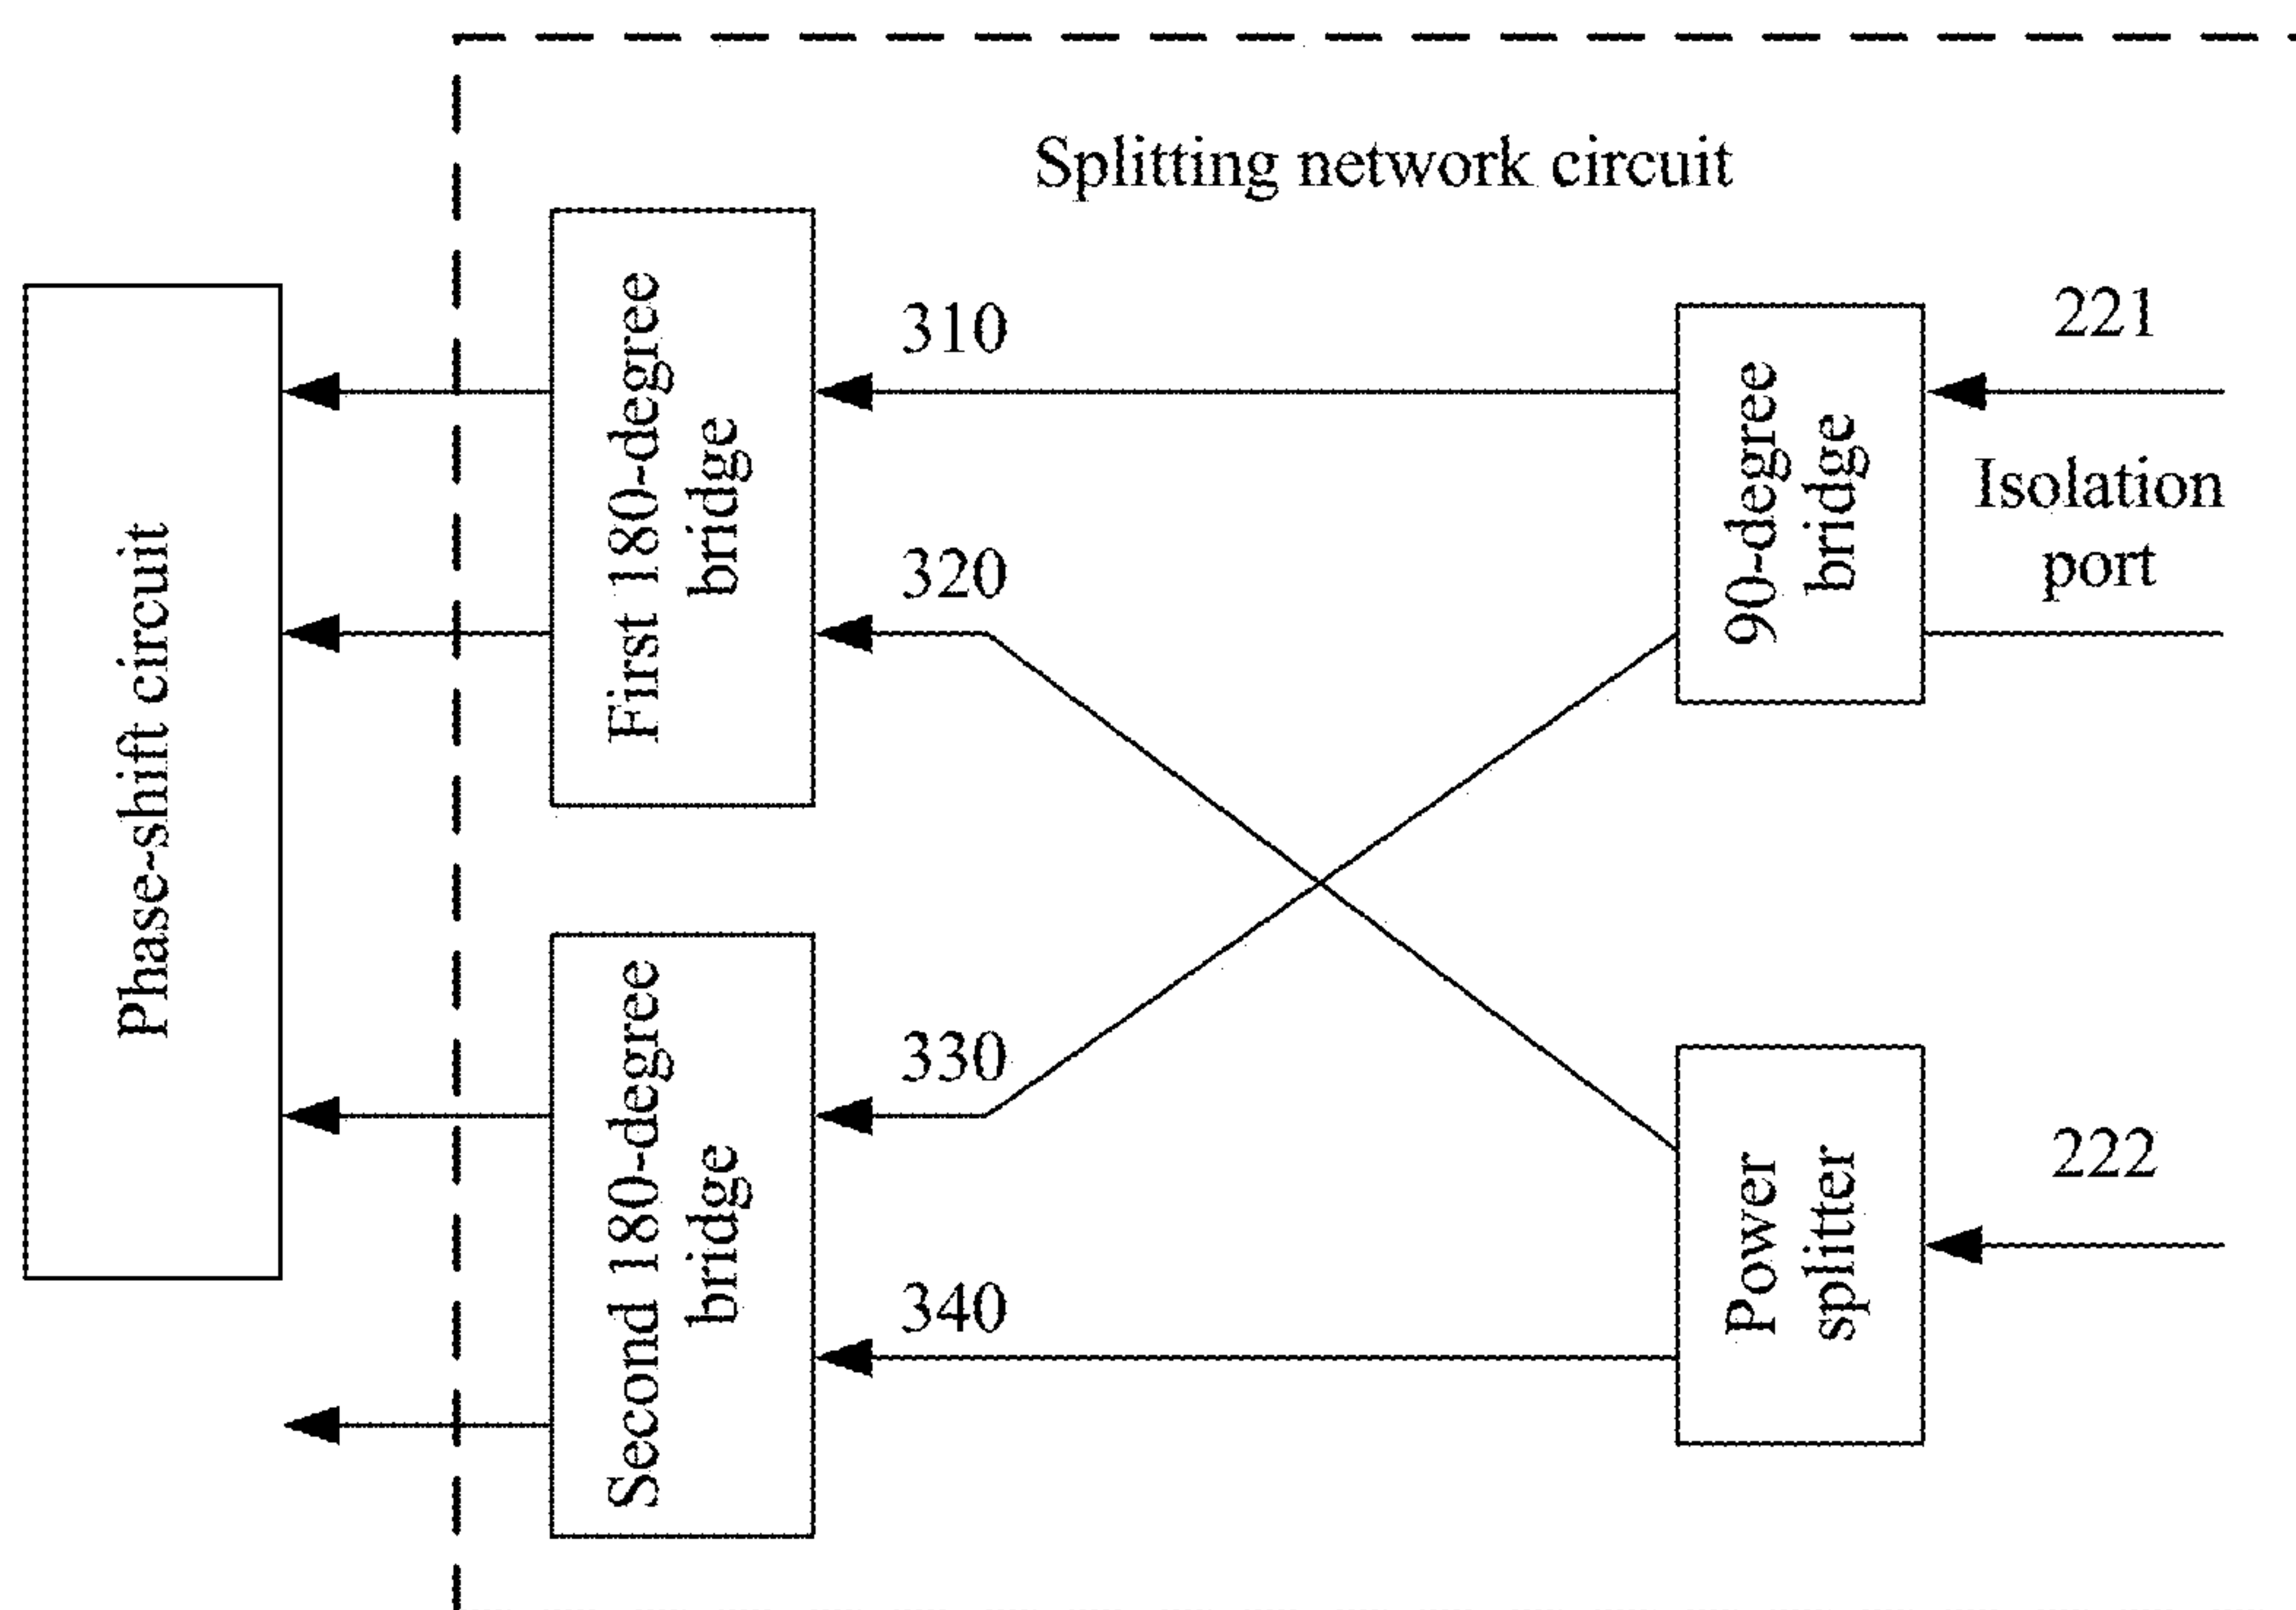 Splitting network circuit
Phase-shift circuit
First 180-degree
bridge
310
320
90-degree
bridge
221
Isolation
port
Second 180-degree
bridge
330
340
Power
splitter
222